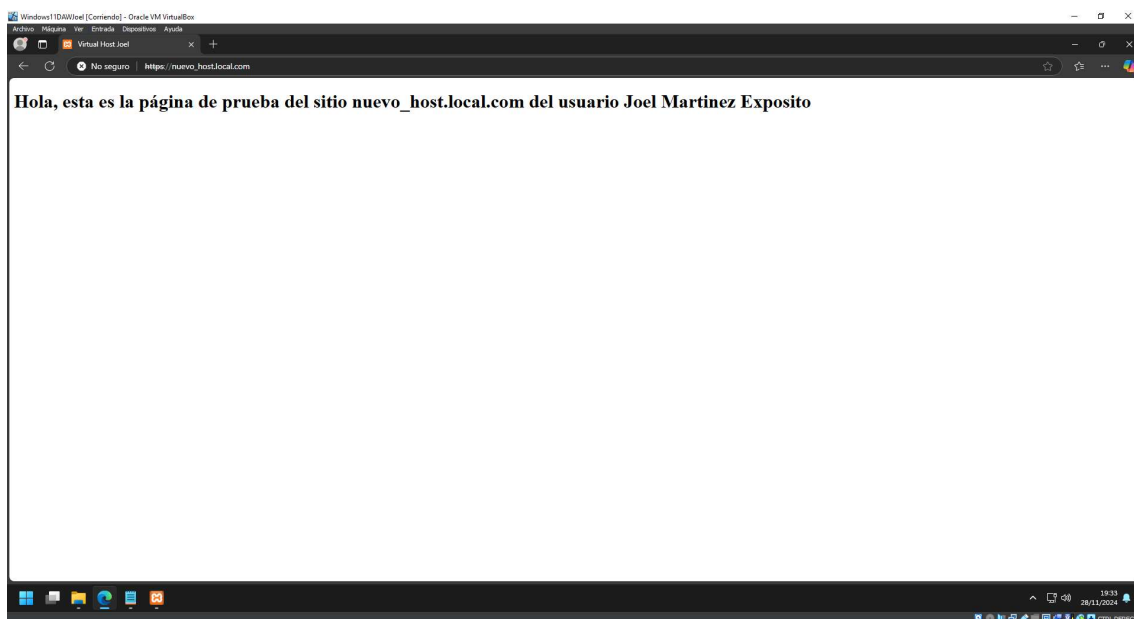 Windows11DAWJoel [Corriendo] - Oracle VM VirtualBox
Archivo Máquina Ver Entrada Dispositivos Ayuda
Virtual Host Joel
No seguro https://nuevo_host.local.com
Hola, esta es la página de prueba del sitio nuevo_host.local.com del usuario Joel Martinez Exposito
19:33
28/11/2024